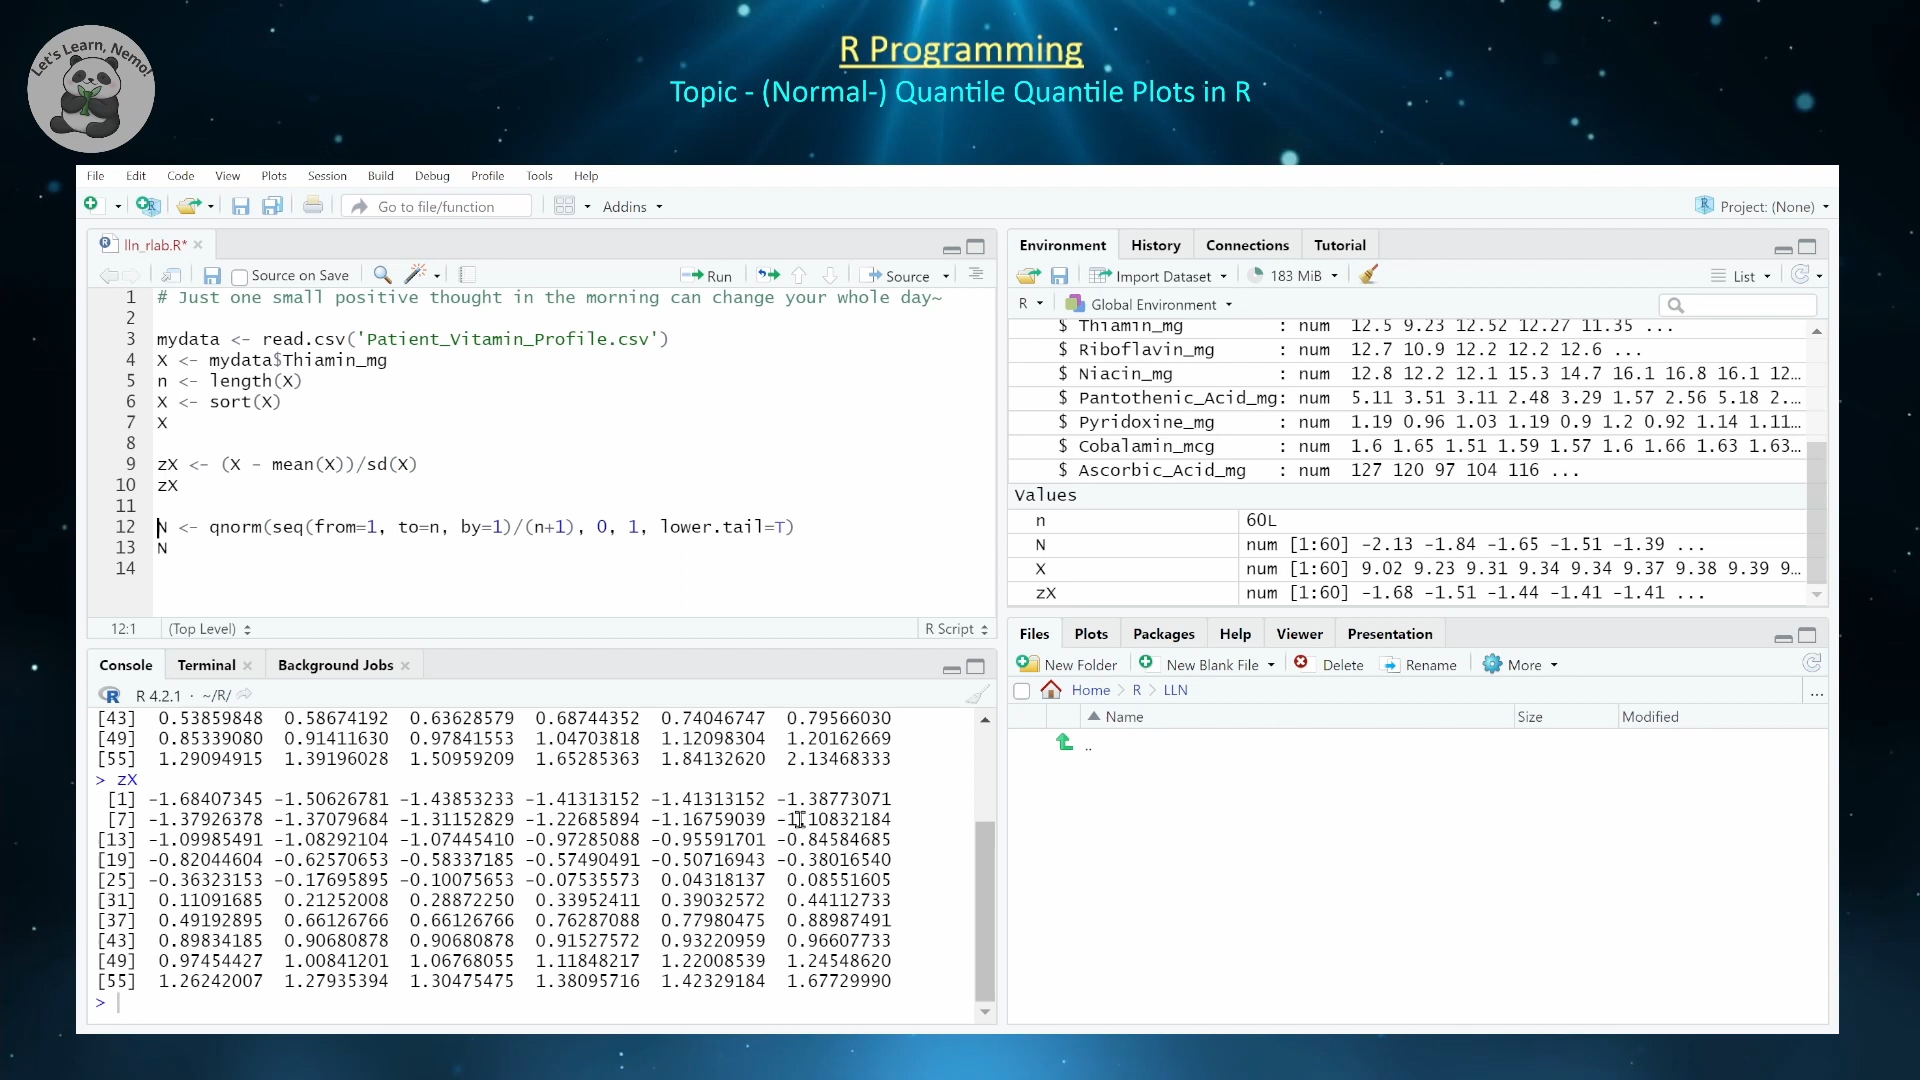 Let's Learn, Nemo!
R Programming
Topic - (Normal-) Quantile Quantile Plots in R
File Edit Code View Plots Session Build Debug Profile Tools Help
Go to file/function Addins Project: (None)
lln_rlab.R*
Source on Save Run Source
1 # Just one small positive thought in the morning can change your whole day~
2
3 mydata <- read.csv('Patient_Vitamin_Profile.csv')
4 X <- mydata$Thiamin_mg
5 n <- length(X)
6 X <- sort(X)
7 X
8
9 zX <- (X - mean(X))/sd(X)
10 zX
11
12 N <- qnorm(seq(from=1, to=n, by=1)/(n+1), 0, 1, lower.tail=T)
13 N
14
12:1 (Top Level) R Script
Console Terminal Background Jobs
R 4.2.1 · ~/R/
[43] 0.53859848 0.58674192 0.63628579 0.68744352 0.74046747 0.79566030
[49] 0.85339080 0.91411630 0.97841553 1.04703818 1.12098304 1.20162669
[55] 1.29094915 1.39196028 1.50959209 1.65285363 1.84132620 2.13468333
> zX
[1] -1.68407345 -1.50626781 -1.43853233 -1.41313152 -1.41313152 -1.38773071
[7] -1.37926378 -1.37079684 -1.31152829 -1.22685894 -1.16759039 -1.10832184
[13] -1.09985491 -1.08292104 -1.07445410 -0.97285088 -0.95591701 -0.84584685
[19] -0.82044604 -0.62570653 -0.58337185 -0.57490491 -0.50716943 -0.38016540
[25] -0.36323153 -0.17695895 -0.10075653 -0.07535573 0.04318137 0.08551605
[31] 0.11091685 0.21252008 0.28872250 0.33952411 0.39032572 0.44112733
[37] 0.49192895 0.66126766 0.66126766 0.76287088 0.77980475 0.88987491
[43] 0.89834185 0.90680878 0.90680878 0.91527572 0.93220959 0.96607733
[49] 0.97454427 1.00841201 1.06768055 1.11848217 1.22008539 1.24548620
[55] 1.26242007 1.27935394 1.30475475 1.38095716 1.42329184 1.67729990
>
Environment History Connections Tutorial
Import Dataset 183 MiB List
R Global Environment
$ Thiamin_mg : num 12.5 9.23 12.52 12.27 11.35 ...
$ Riboflavin_mg : num 12.7 10.9 12.2 12.2 12.6 ...
$ Niacin_mg : num 12.8 12.2 12.1 15.3 14.7 16.1 16.8 16.1 12...
$ Pantothenic_Acid_mg: num 5.11 3.51 3.11 2.48 3.29 1.57 2.56 5.18 2...
$ Pyridoxine_mg : num 1.19 0.96 1.03 1.19 0.9 1.2 0.92 1.14 1.11...
$ Cobalamin_mcg : num 1.6 1.65 1.51 1.59 1.57 1.6 1.66 1.63 1.63...
$ Ascorbic_Acid_mg : num 127 120 97 104 116 ...
Values
n 60L
N num [1:60] -2.13 -1.84 -1.65 -1.51 -1.39 ...
X num [1:60] 9.02 9.23 9.31 9.34 9.34 9.37 9.38 9.39 9...
zX num [1:60] -1.68 -1.51 -1.44 -1.41 -1.41 ...
Files Plots Packages Help Viewer Presentation
New Folder New Blank File Delete Rename More
Home R LLN ...
Name Size Modified
..